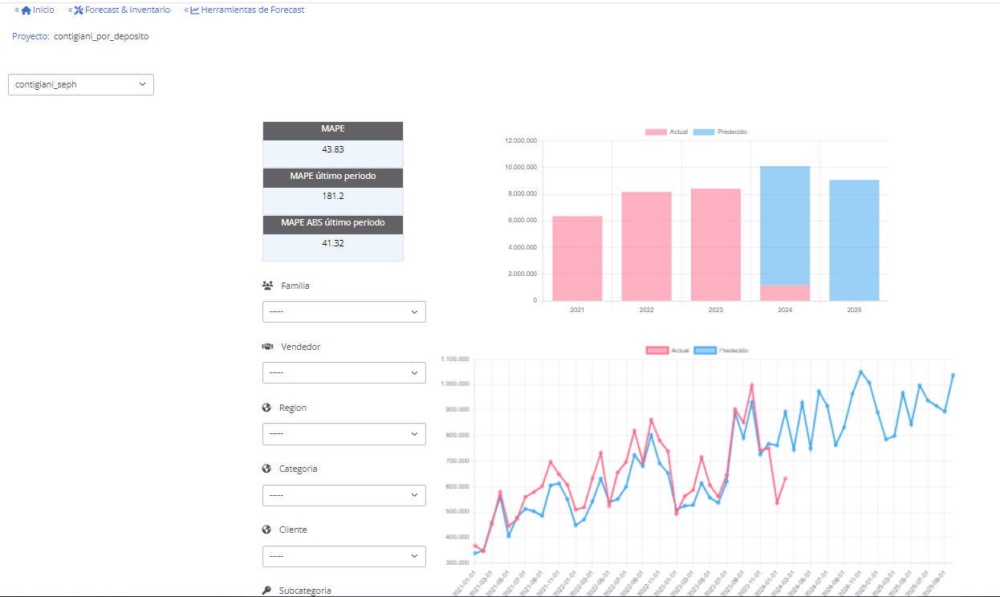 « Inicio « Forecast & Inventario « Herramientas de Forecast
Proyecto: contigiani_por_deposito
contigiani_seph
MAPE
43.83
MAPE último periodo
181.2
MAPE ABS último periodo
41.32
Familia
-----
Vendedor
-----
Region
-----
Categoria
-----
Cliente
-----
Subcategoria
Actual Predecido
12.000.000
10.000.000
8.000.000
6.000.000
4.000.000
2.000.000
0
2021 2022 2023 2024 2025
Actual Predecido
1.100.000
1.000.000
900.000
800.000
700.000
600.000
500.000
400.000
300.000
2021-01-01 2021-03-01 2021-05-01 2021-07-01 2021-09-01 2021-11-01 2022-01-01 2022-03-01 2022-05-01 2022-07-01 2022-09-01 2022-11-01 2023-01-01 2023-03-01 2023-05-01 2023-07-01 2023-09-01 2023-11-01 2024-01-01 2024-03-01 2024-05-01 2024-07-01 2024-09-01 2024-11-01 2025-01-01 2025-03-01 2025-05-01 2025-07-01 2025-09-01